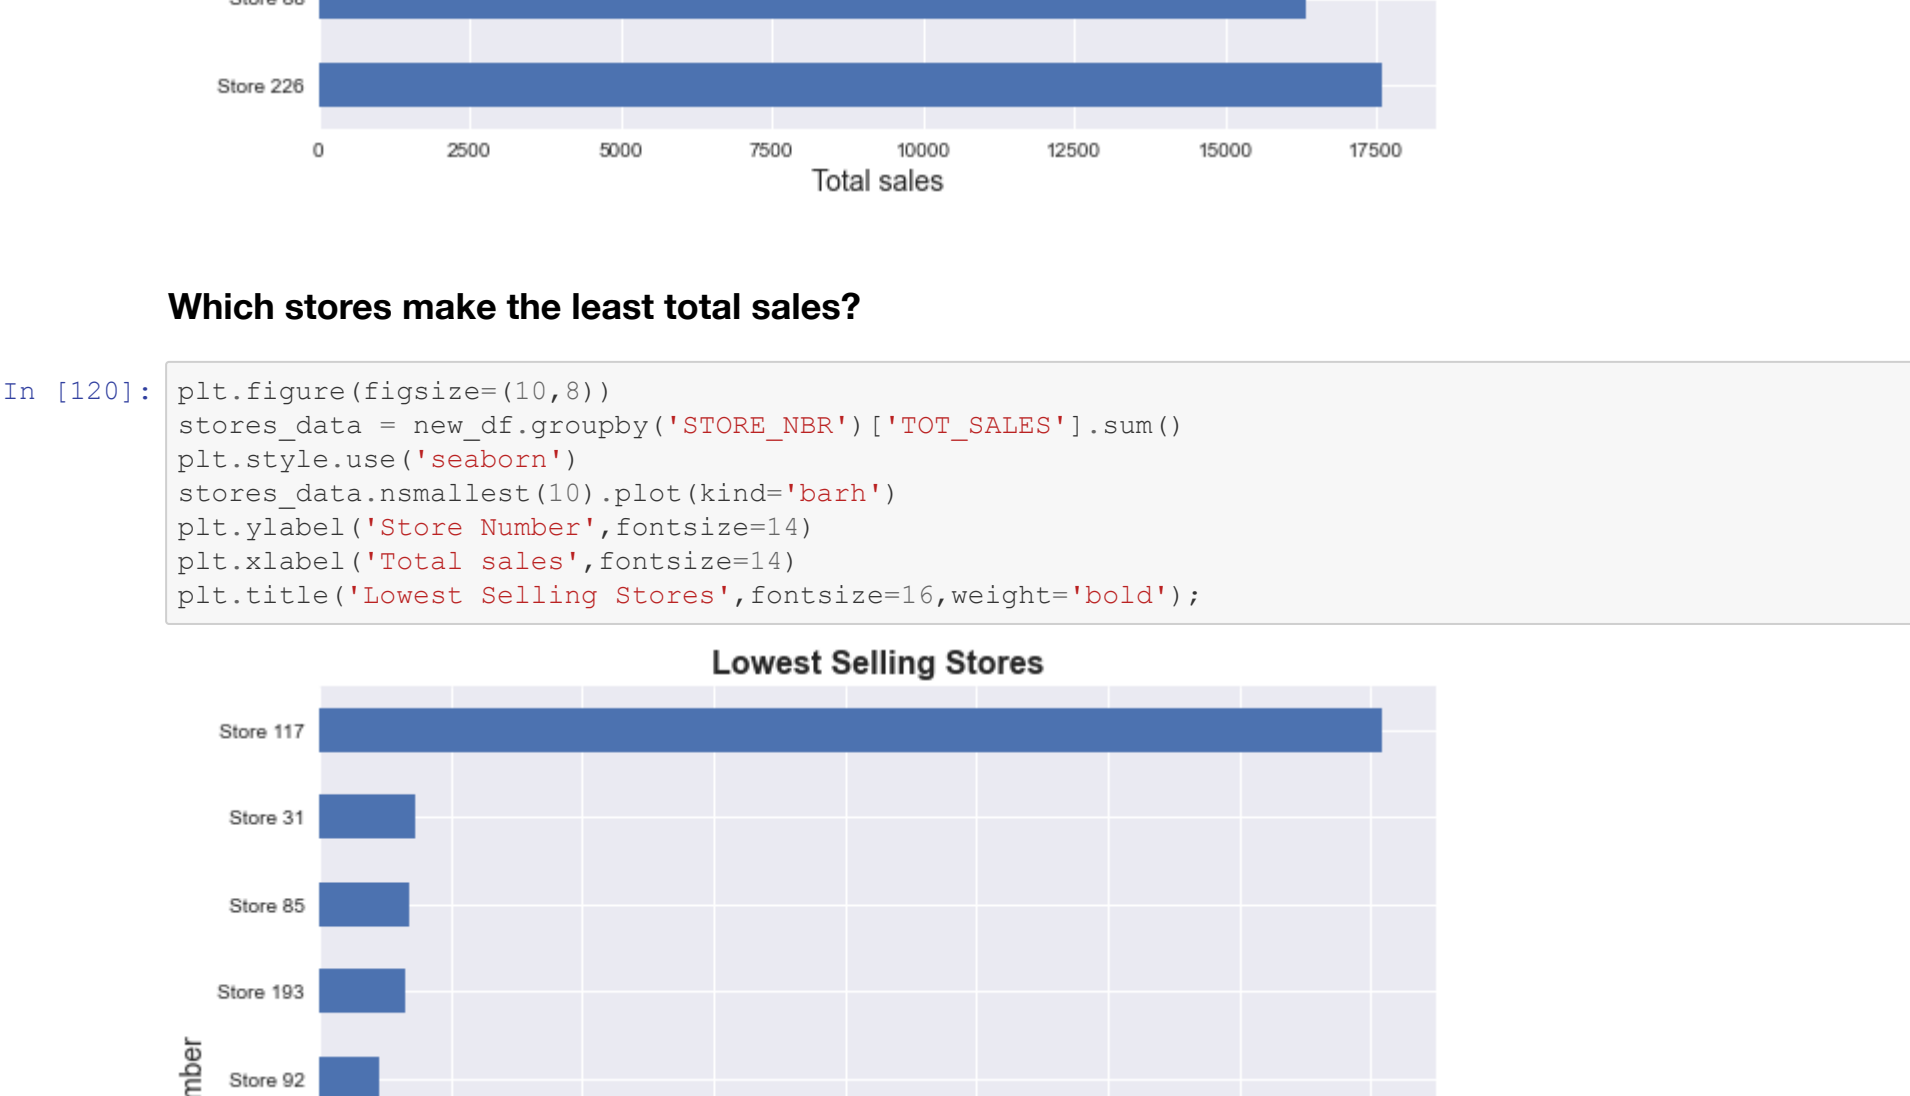 Store 226
0 2500 5000 7500 10000 12500 15000 17500
Total sales
Which stores make the least total sales?
In [120]:
plt.figure(figsize=(10,8))
stores_data = new_df.groupby('STORE_NBR')['TOT_SALES'].sum()
plt.style.use('seaborn')
stores_data.nsmallest(10).plot(kind='barh')
plt.ylabel('Store Number',fontsize=14)
plt.xlabel('Total sales',fontsize=14)
plt.title('Lowest Selling Stores',fontsize=16,weight='bold');
Lowest Selling Stores
Store 117
Store 31
Store 85
Store 193
Store 92